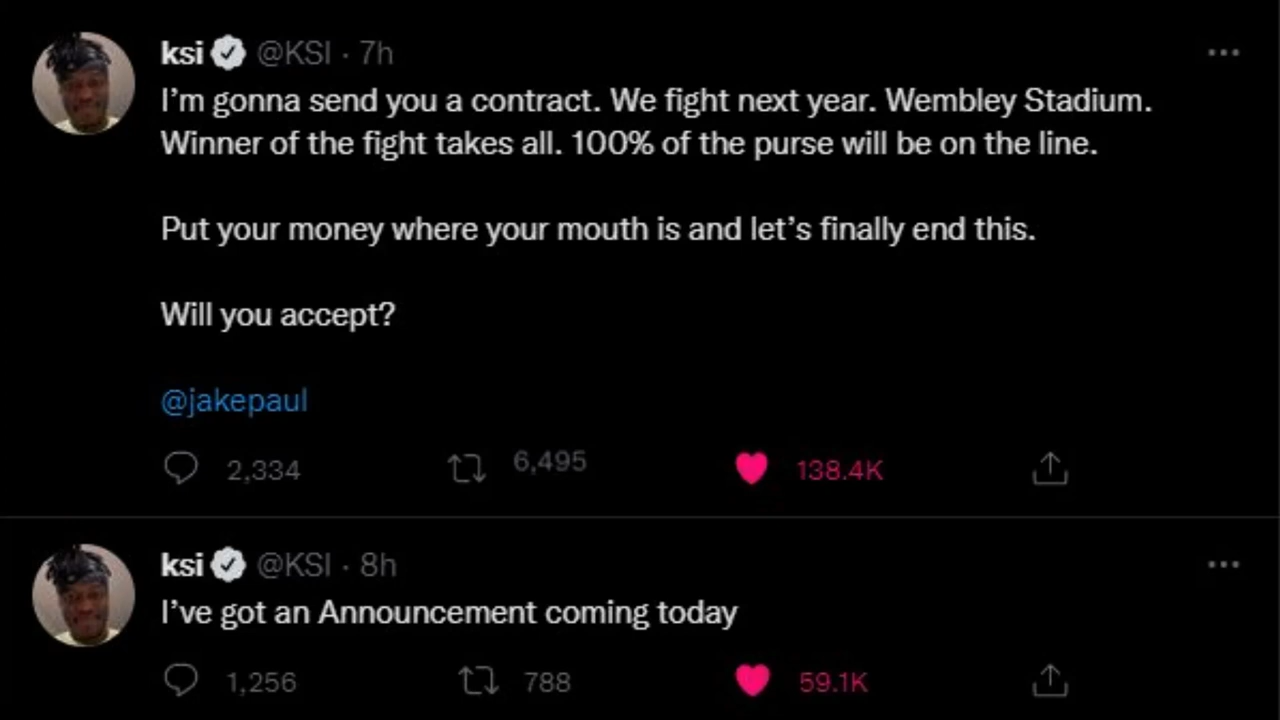 ksi @KSI · 7h
I'm gonna send you a contract. We fight next year. Wembley Stadium.
Winner of the fight takes all. 100% of the purse will be on the line.
Put your money where your mouth is and let's finally end this.
Will you accept?
@jakepaul
2,334 6,495 138.4K
ksi @KSI · 8h
I've got an Announcement coming today
1,256 788 59.1K